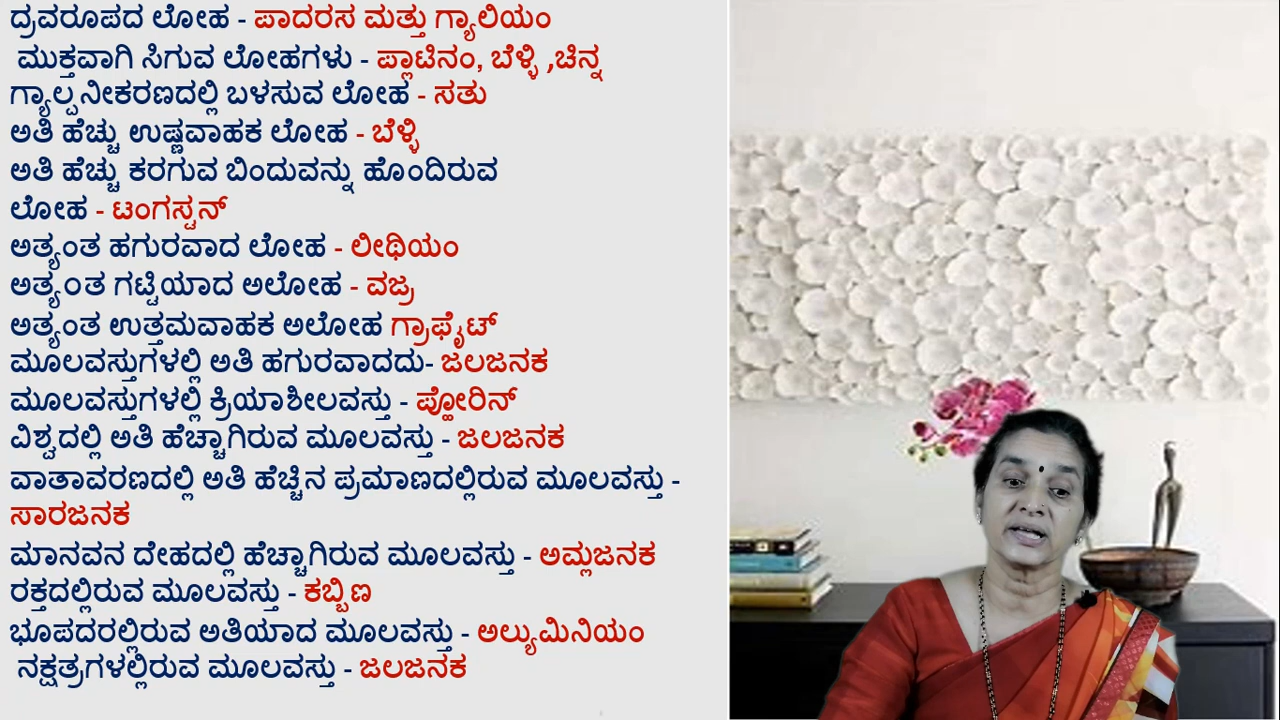 ದ್ರವರೂಪದ ಲೋಹ - ಪಾದರಸ ಮತ್ತು ಗ್ಯಾಲಿಯಂ
ಮುಕ್ತವಾಗಿ ಸಿಗುವ ಲೋಹಗಳು - ಪ್ಲಾಟಿನಂ, ಬೆಳ್ಳಿ ,ಚಿನ್ನ
ಗ್ಯಾಲ್ವನೀಕರಣದಲ್ಲಿ ಬಳಸುವ ಲೋಹ - ಸತು
ಅತಿ ಹೆಚ್ಚು ಉಷ್ಣವಾಹಕ ಲೋಹ - ಬೆಳ್ಳಿ
ಅತಿ ಹೆಚ್ಚು ಕರಗುವ ಬಿಂದುವನ್ನು ಹೊಂದಿರುವ
ಲೋಹ - ಟಂಗಸ್ಟನ್
ಅತ್ಯಂತ ಹಗುರವಾದ ಲೋಹ - ಲೀಥಿಯಂ
ಅತ್ಯಂತ ಗಟ್ಟಿಯಾದ ಅಲೋಹ - ವಜ್ರ
ಅತ್ಯಂತ ಉತ್ತಮವಾಹಕ ಅಲೋಹ ಗ್ರಾಫೈಟ್
ಮೂಲವಸ್ತುಗಳಲ್ಲಿ ಅತಿ ಹಗುರವಾದದು- ಜಲಜನಕ
ಮೂಲವಸ್ತುಗಳಲ್ಲಿ ಕ್ರಿಯಾಶೀಲವಸ್ತು - ಪ್ಹೋರಿನ್
ವಿಶ್ವದಲ್ಲಿ ಅತಿ ಹೆಚ್ಚಾಗಿರುವ ಮೂಲವಸ್ತು - ಜಲಜನಕ
ವಾತಾವರಣದಲ್ಲಿ ಅತಿ ಹೆಚ್ಚಿನ ಪ್ರಮಾಣದಲ್ಲಿರುವ ಮೂಲವಸ್ತು -
ಸಾರಜನಕ
ಮಾನವನ ದೇಹದಲ್ಲಿ ಹೆಚ್ಚಾಗಿರುವ ಮೂಲವಸ್ತು - ಅಮ್ಲಜನಕ
ರಕ್ತದಲ್ಲಿರುವ ಮೂಲವಸ್ತು - ಕಬ್ಬಿಣ
ಭೂಪದರಲ್ಲಿರುವ ಅತಿಯಾದ ಮೂಲವಸ್ತು - ಅಲ್ಯುಮಿನಿಯಂ
ನಕ್ಷತ್ರಗಳಲ್ಲಿರುವ ಮೂಲವಸ್ತು - ಜಲಜನಕ